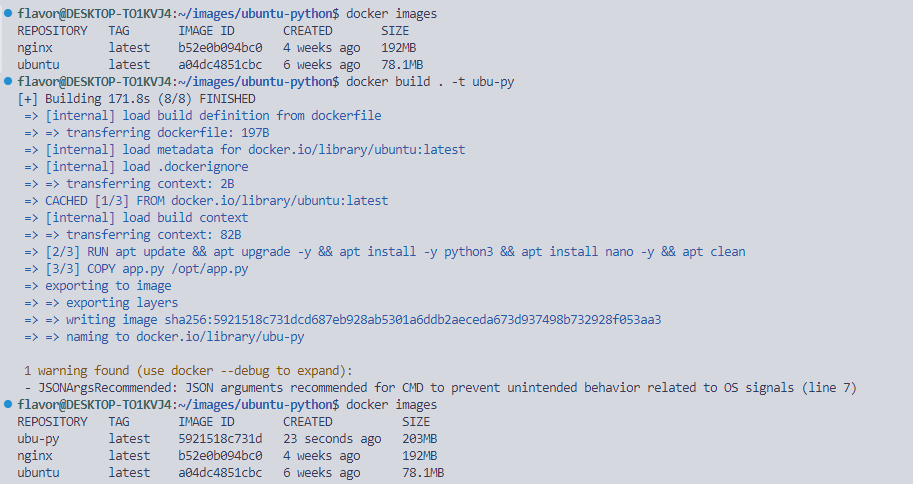 flavor@DESKTOP-TO1KVJ4:~/images/ubuntu-python$ docker images
REPOSITORY   TAG       IMAGE ID       CREATED       SIZE
nginx        latest    b52e0b094bc0   4 weeks ago   192MB
ubuntu       latest    a04dc4851cbc   6 weeks ago   78.1MB
flavor@DESKTOP-TO1KVJ4:~/images/ubuntu-python$ docker build . -t ubu-py
[+] Building 171.8s (8/8) FINISHED
=> [internal] load build definition from dockerfile
=> => transferring dockerfile: 197B
=> [internal] load metadata for docker.io/library/ubuntu:latest
=> [internal] load .dockerignore
=> => transferring context: 2B
=> CACHED [1/3] FROM docker.io/library/ubuntu:latest
=> [internal] load build context
=> => transferring context: 82B
=> [2/3] RUN apt update && apt upgrade -y && apt install -y python3 && apt install nano -y && apt clean
=> [3/3] COPY app.py /opt/app.py
=> exporting to image
=> => exporting layers
=> => writing image sha256:5921518c731dcd687eb928ab5301a6ddb2aeceda673d937498b732928f053aa3
=> => naming to docker.io/library/ubu-py
1 warning found (use docker --debug to expand):
- JSONArgsRecommended: JSON arguments recommended for CMD to prevent unintended behavior related to OS signals (line 7)
flavor@DESKTOP-TO1KVJ4:~/images/ubuntu-python$ docker images
REPOSITORY   TAG       IMAGE ID       CREATED          SIZE
ubu-py       latest    5921518c731d   23 seconds ago   203MB
nginx        latest    b52e0b094bc0   4 weeks ago      192MB
ubuntu       latest    a04dc4851cbc   6 weeks ago      78.1MB